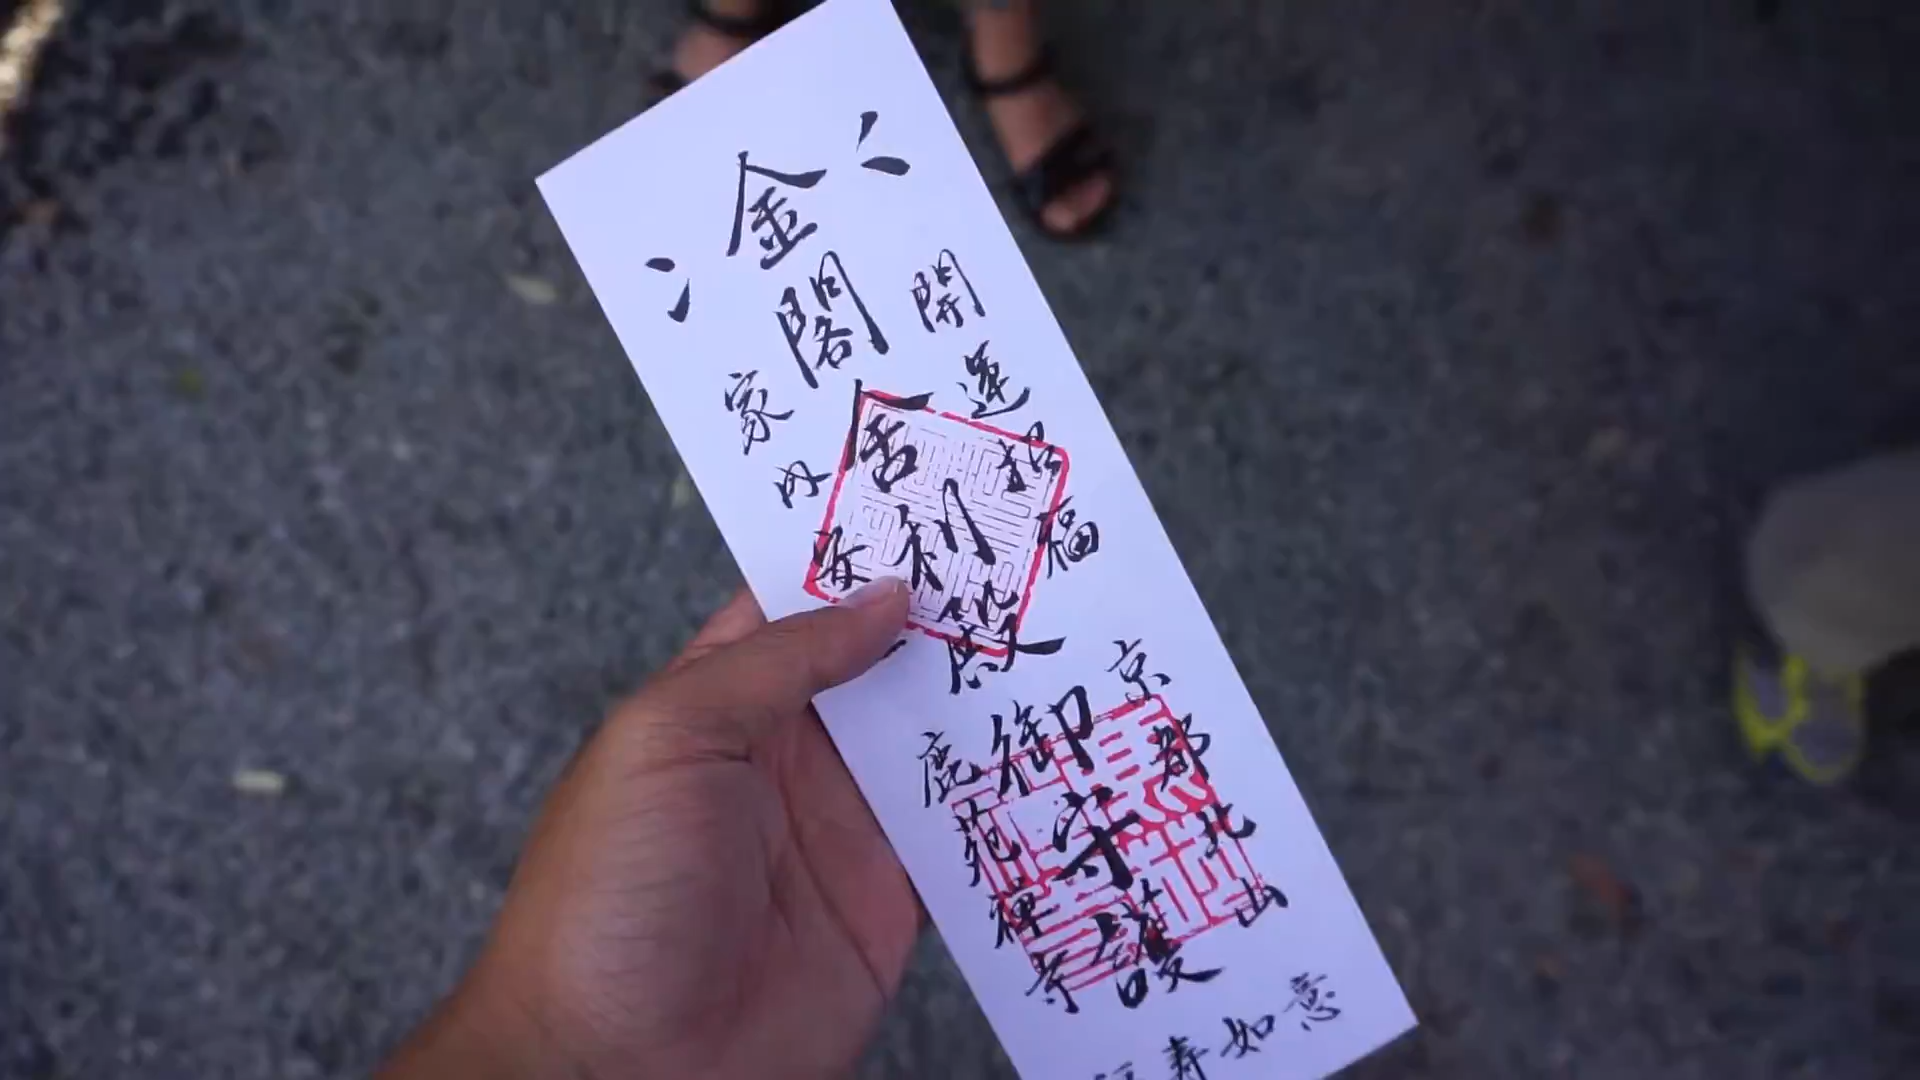 金閣舎利殿御守護
開運招福
家内安
京都北山
鹿苑禅寺
寿如意